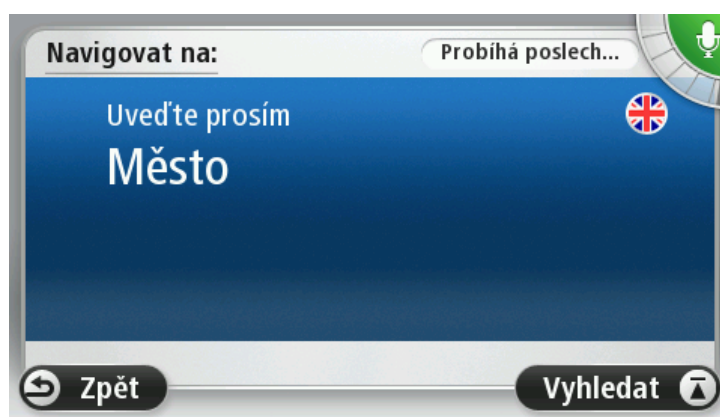 Navigovat na:
Probíhá poslech...
Uveďte prosím
Město
Zpět
Vyhledat